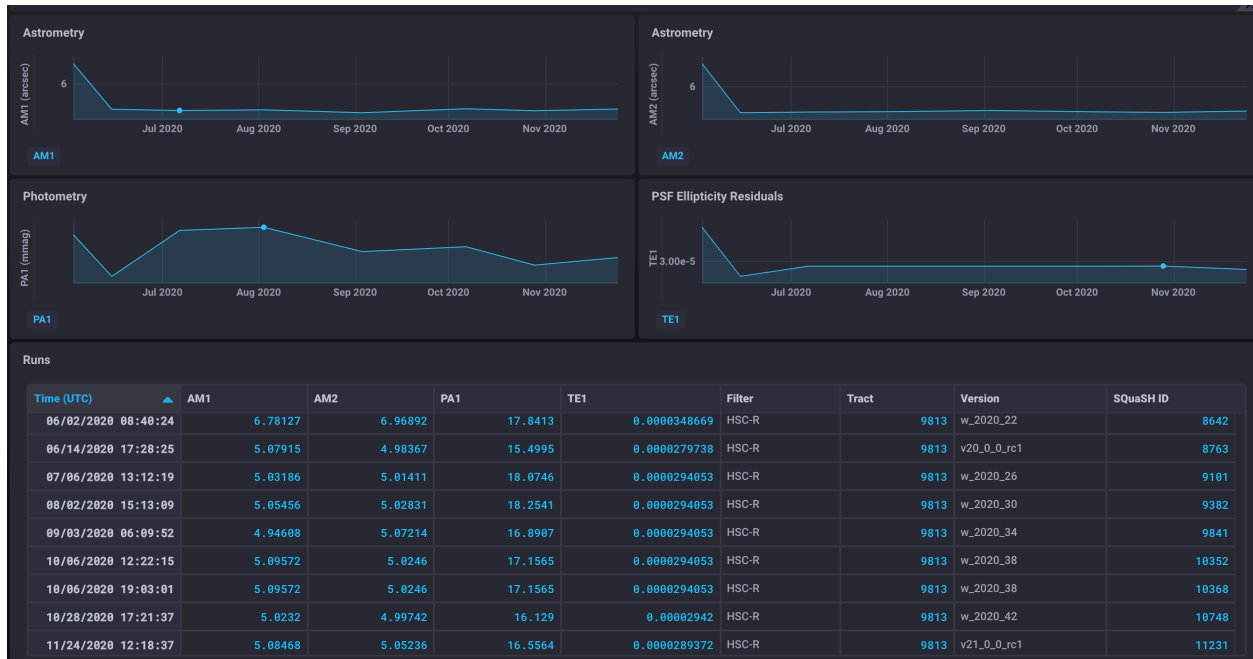 Astrometry
AM1 (arcsec)
6
Jul 2020 Aug 2020 Sep 2020 Oct 2020 Nov 2020
AM1
Astrometry
AM2 (arcsec)
6
Jul 2020 Aug 2020 Sep 2020 Oct 2020 Nov 2020
AM2
Photometry
PA1 (mmag)
Jul 2020 Aug 2020 Sep 2020 Oct 2020 Nov 2020
PA1
PSF Ellipticity Residuals
TE1
3.00e-5
Jul 2020 Aug 2020 Sep 2020 Oct 2020 Nov 2020
TE1
Runs
Time (UTC) AM1 AM2 PA1 TE1 Filter Tract Version SQuaSH ID
06/02/2020 08:40:24 6.78127 6.96892 17.8413 0.0000348669 HSC-R 9813 w_2020_22 8642
06/14/2020 17:28:25 5.07915 4.98367 15.4995 0.0000279738 HSC-R 9813 v20_0_0_rc1 8763
07/06/2020 13:12:19 5.03186 5.01411 18.0746 0.0000294053 HSC-R 9813 w_2020_26 9101
08/02/2020 15:13:09 5.05456 5.02831 18.2541 0.0000294053 HSC-R 9813 w_2020_30 9382
09/03/2020 06:09:52 4.94608 5.07214 16.8907 0.0000294053 HSC-R 9813 w_2020_34 9841
10/06/2020 12:22:15 5.09572 5.0246 17.1565 0.0000294053 HSC-R 9813 w_2020_38 10352
10/06/2020 19:03:01 5.09572 5.0246 17.1565 0.0000294053 HSC-R 9813 w_2020_38 10368
10/28/2020 17:21:37 5.0232 4.99742 16.129 0.00002942 HSC-R 9813 w_2020_42 10748
11/24/2020 12:18:37 5.08468 5.05236 16.5564 0.0000289372 HSC-R 9813 v21_0_0_rc1 11231